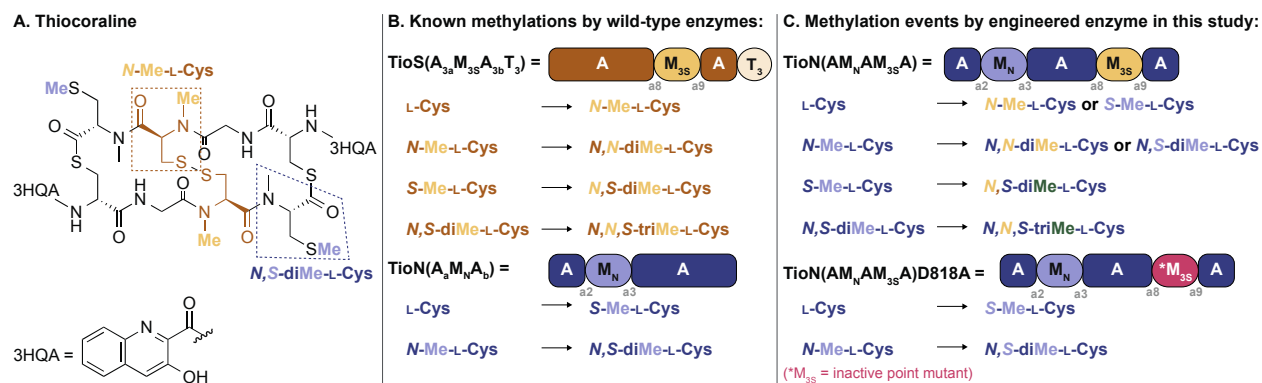 A. Thiocoraline
N-Me-L-Cys
MeS
O
Me
N
O
H
N
O
N
O
NH
3HQA
O
S
S
S
S
O
3HQA
NH
O
H
N
O
N
Me
O
N
O
SMe
N,S-diMe-L-Cys
3HQA =
N
O
OH
B. Known methylations by wild-type enzymes:
TioS(A3aM3SA3bT3) =
A M3S A T3
a8 a9
L-Cys → N-Me-L-Cys
N-Me-L-Cys → N,N-diMe-L-Cys
S-Me-L-Cys → N,S-diMe-L-Cys
N,S-diMe-L-Cys → N,N,S-triMe-L-Cys
TioN(AaMNAb) =
A MN A
a2 a3
L-Cys → S-Me-L-Cys
N-Me-L-Cys → N,S-diMe-L-Cys
C. Methylation events by engineered enzyme in this study:
TioN(AMNAM3SA) =
A MN A M3S A
a2 a3 a8 a9
L-Cys → N-Me-L-Cys or S-Me-L-Cys
N-Me-L-Cys → N,N-diMe-L-Cys or N,S-diMe-L-Cys
S-Me-L-Cys → N,S-diMe-L-Cys
N,S-diMe-L-Cys → N,N,S-triMe-L-Cys
TioN(AMNAM3SA)D818A =
A MN A *M3S A
a2 a3 a8 a9
L-Cys → S-Me-L-Cys
N-Me-L-Cys → N,S-diMe-L-Cys
(*M3S = inactive point mutant)